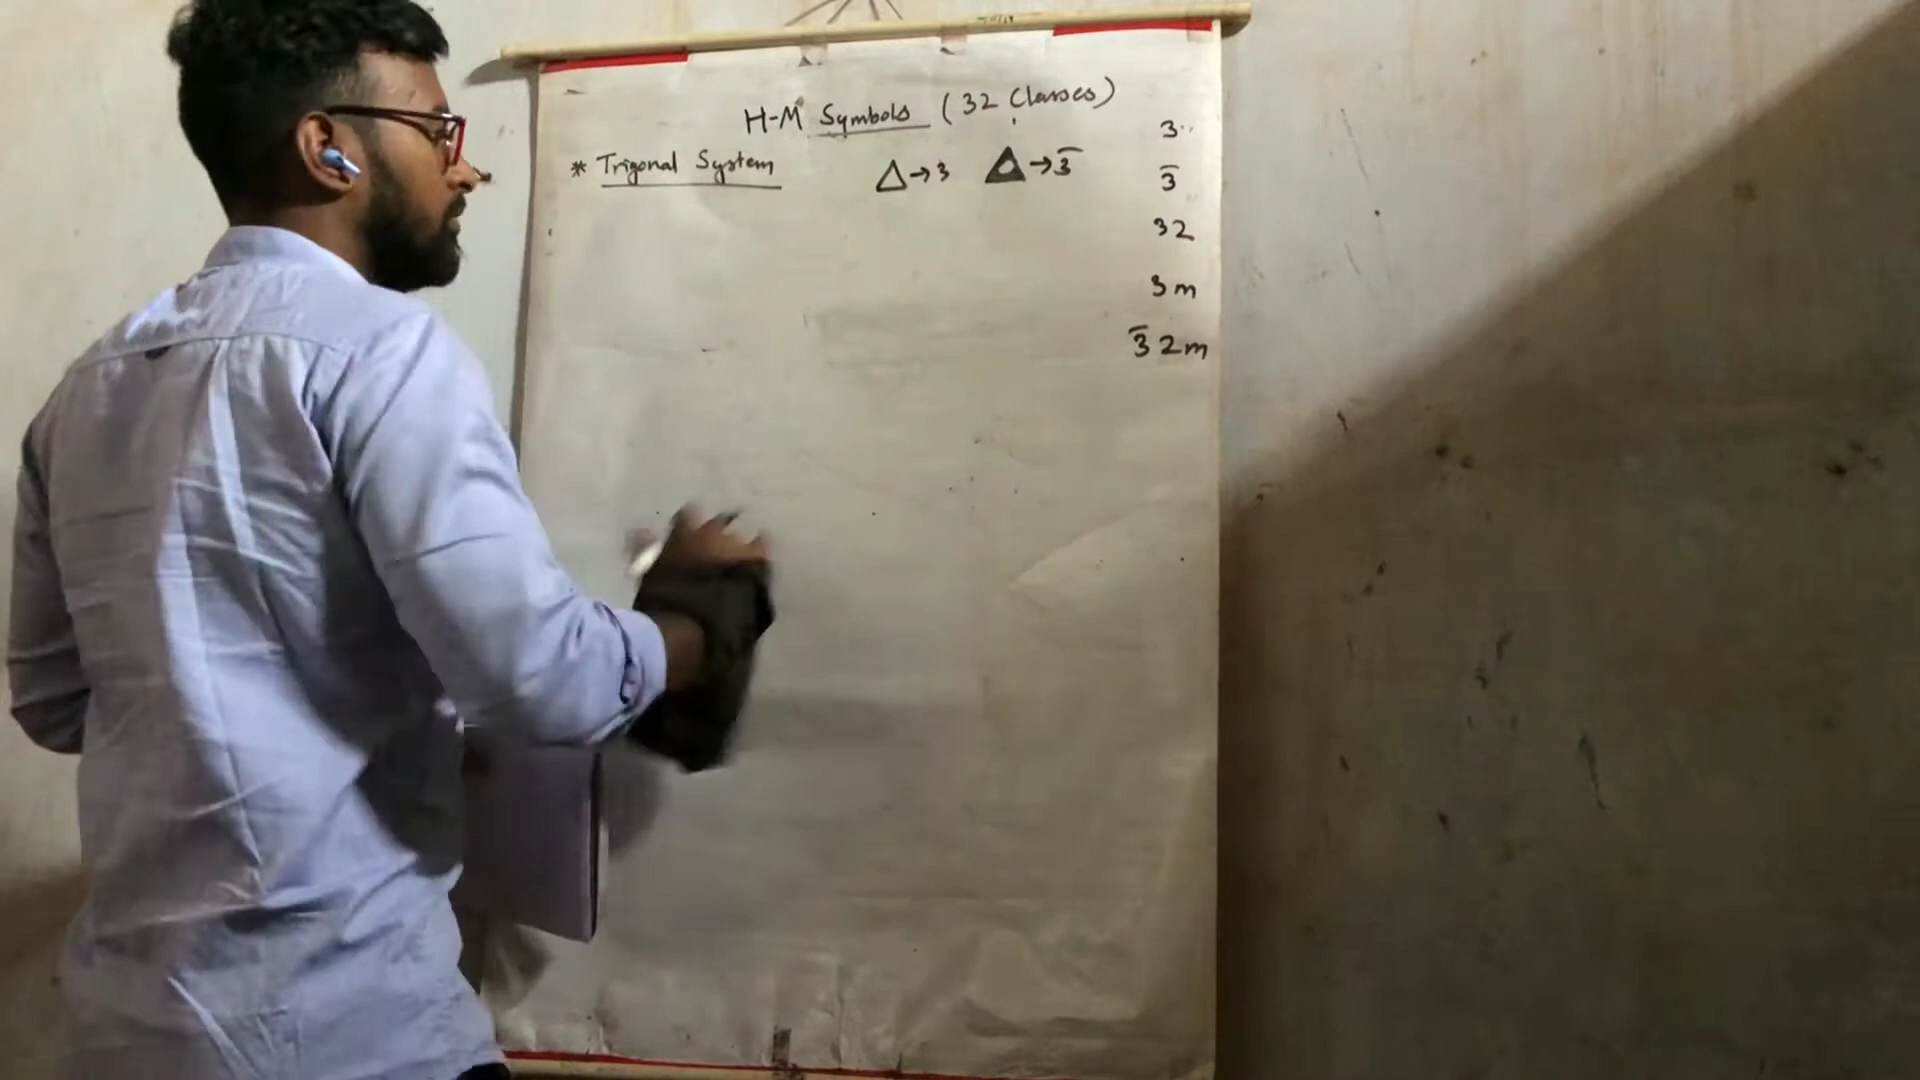 H-M Symbols (32 Classes)
* Trigonal System △→3 ▲→3̅
3
3̅
32
3m
3̅2m